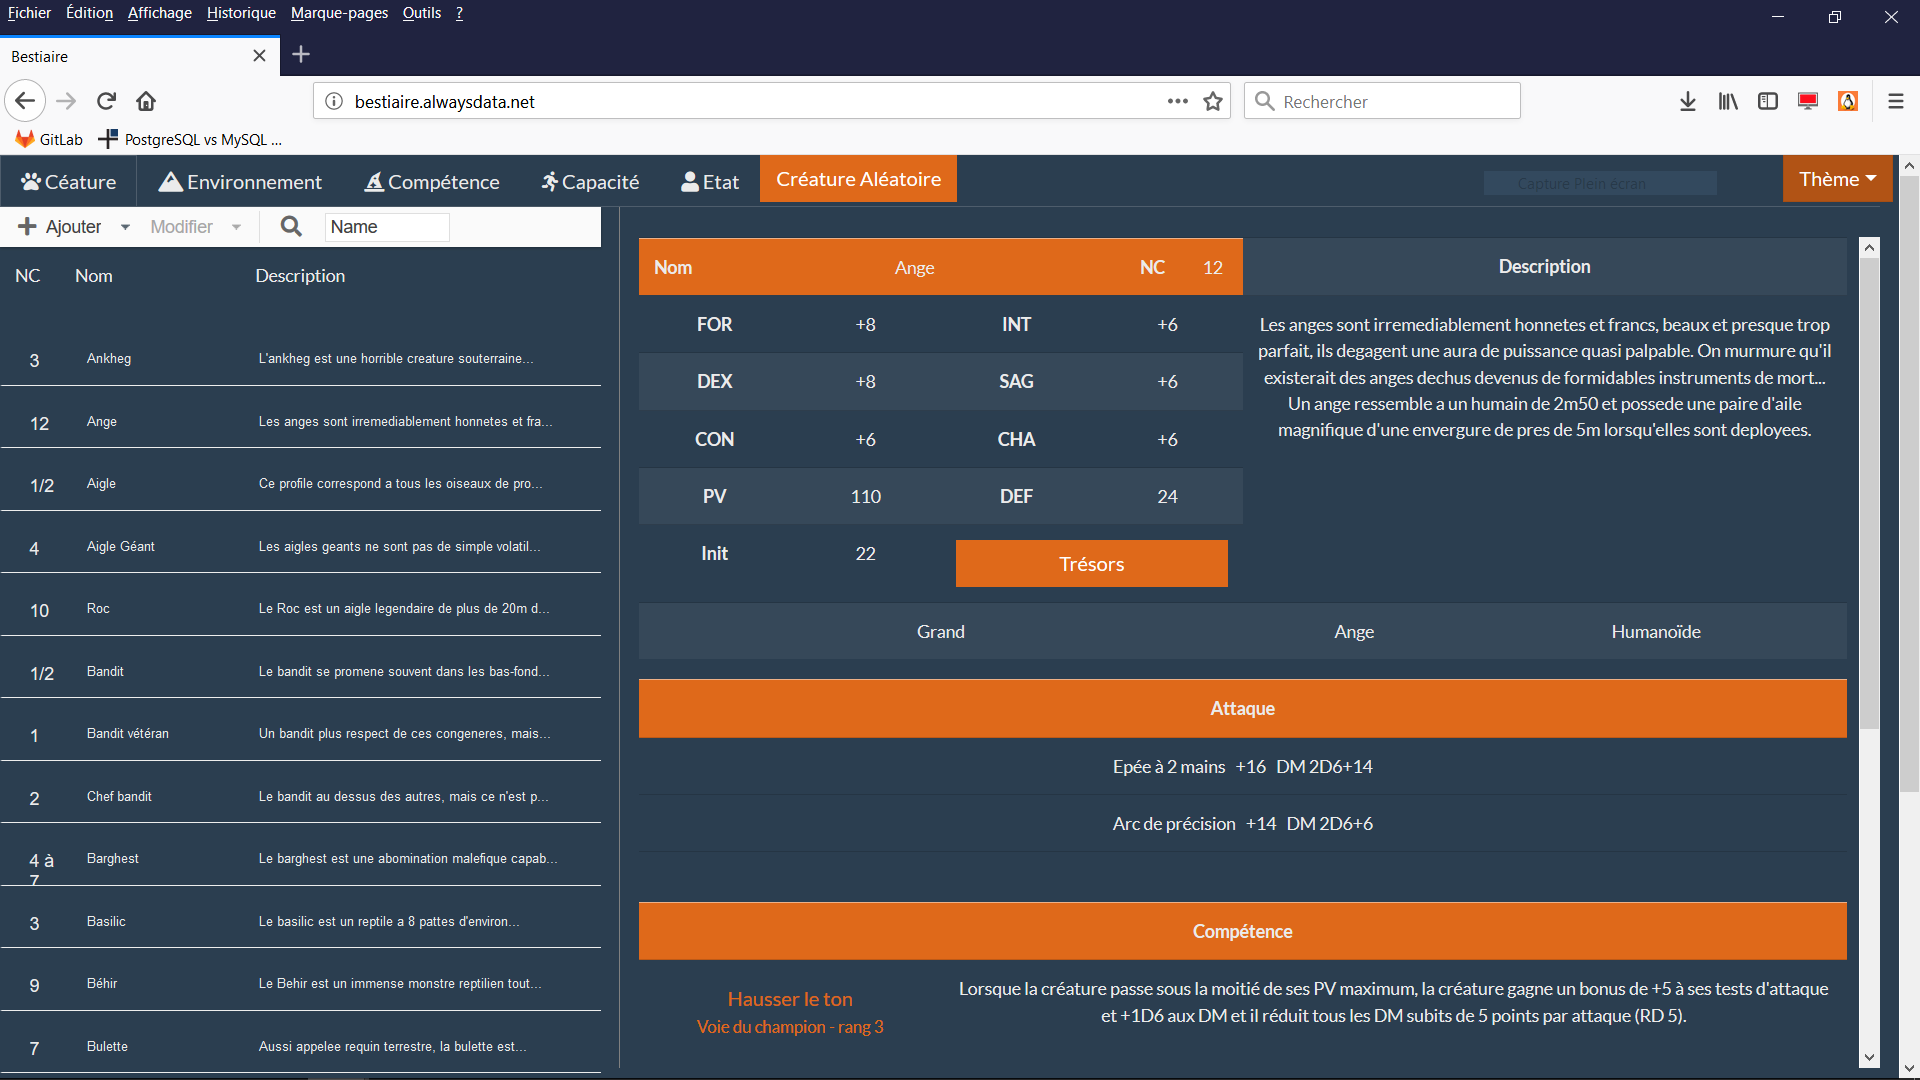 Fichier Édition Affichage Historique Marque-pages Outils ?
Bestiaire
bestiaire.alwaysdata.net
Rechercher
GitLab PostgreSQL vs MySQL ...
Céature Environnement Compétence Capacité Etat Créature Aléatoire Capture Plein écran Thème
Ajouter Modifier Name
NC Nom Description
3 Ankheg L'ankheg est une horrible creature souterraine...
12 Ange Les anges sont irremediablement honnetes et fra...
1/2 Aigle Ce profile correspond a tous les oiseaux de pro...
4 Aigle Géant Les aigles geants ne sont pas de simple volatil...
10 Roc Le Roc est un aigle legendaire de plus de 20m d...
1/2 Bandit Le bandit se promene souvent dans les bas-fond...
1 Bandit vétéran Un bandit plus respect de ces congeneres, mais...
2 Chef bandit Le bandit au dessus des autres, mais ce n'est p...
4 à 7 Barghest Le barghest est une abomination malefique capab...
3 Basilic Le basilic est un reptile a 8 pattes d'environ...
9 Béhir Le Behir est un immense monstre reptilien tout...
7 Bulette Aussi appelee requin terrestre, la bulette est...
Nom Ange NC 12
FOR +8 INT +6
DEX +8 SAG +6
CON +6 CHA +6
PV 110 DEF 24
Init 22 Trésors
Description
Les anges sont irremediablement honnetes et francs, beaux et presque trop
parfait, ils degagent une aura de puissance quasi palpable. On murmure qu'il
existerait des anges dechus devenus de formidables instruments de mort...
Un ange ressemble a un humain de 2m50 et possede une paire d'aile
magnifique d'une envergure de pres de 5m lorsqu'elles sont deployees.
Grand Ange Humanoïde
Attaque
Epée à 2 mains +16 DM 2D6+14
Arc de précision +14 DM 2D6+6
Compétence
Hausser le ton
Voie du champion - rang 3
Lorsque la créature passe sous la moitié de ses PV maximum, la créature gagne un bonus de +5 à ses tests d'attaque
et +1D6 aux DM et il réduit tous les DM subits de 5 points par attaque (RD 5).